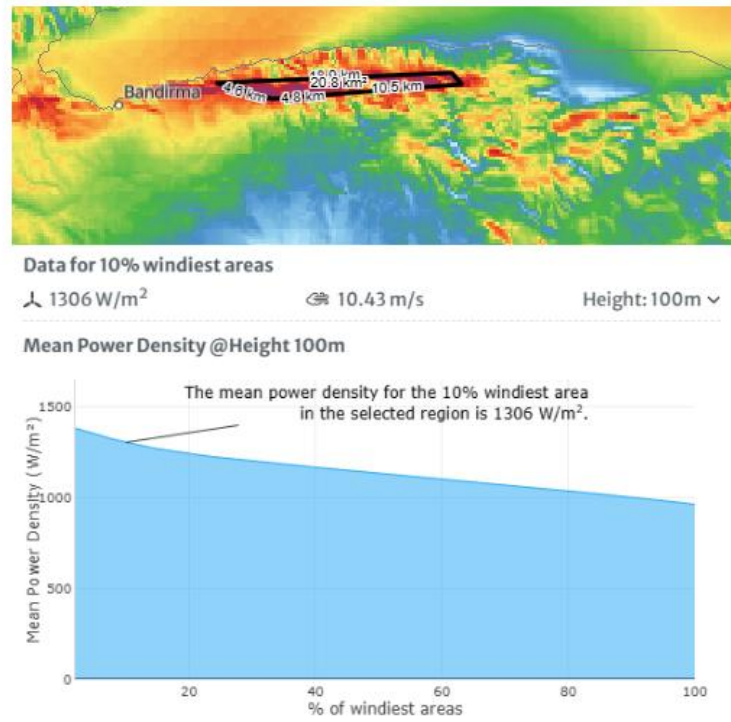 20.8 km²
Bandirma
4.6 km
4.8 km
10.5 km
Data for 10% windiest areas
1306 W/m²
10.43 m/s
Height: 100m
Mean Power Density @Height 100m
The mean power density for the 10% windiest area
in the selected region is 1306 W/m².
Mean Power Density (W/m²)
1500
1000
500
0
20
40
60
80
100
% of windiest areas